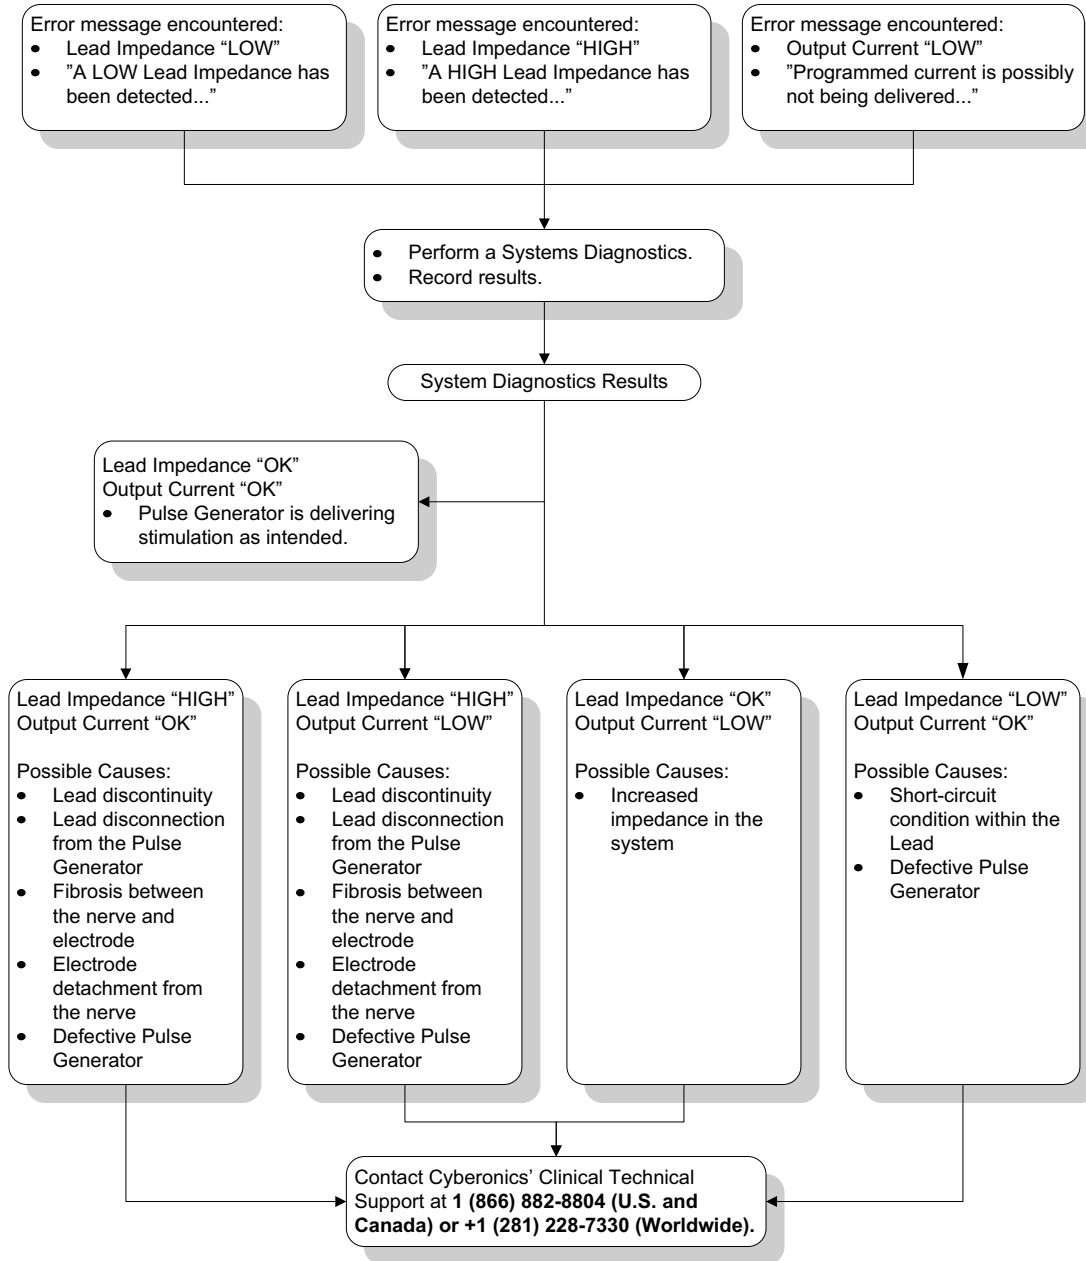 Error message encountered:
• Lead Impedance “LOW”
• ”A LOW Lead Impedance has
been detected...”
Error message encountered:
• Lead Impedance “HIGH”
• ”A HIGH Lead Impedance has
been detected...”
Error message encountered:
• Output Current “LOW”
• ”Programmed current is possibly
not being delivered...”
• Perform a Systems Diagnostics.
• Record results.
System Diagnostics Results
Lead Impedance “OK”
Output Current “OK”
• Pulse Generator is delivering
stimulation as intended.
Lead Impedance “HIGH”
Output Current “OK”
Possible Causes:
• Lead discontinuity
• Lead disconnection
from the Pulse
Generator
• Fibrosis between
the nerve and
electrode
• Electrode
detachment from
the nerve
• Defective Pulse
Generator
Lead Impedance “HIGH”
Output Current “LOW”
Possible Causes:
• Lead discontinuity
• Lead disconnection
from the Pulse
Generator
• Fibrosis between
the nerve and
electrode
• Electrode
detachment from
the nerve
• Defective Pulse
Generator
Lead Impedance “OK”
Output Current “LOW”
Possible Causes:
• Increased
impedance in the
system
Lead Impedance “LOW”
Output Current “OK”
Possible Causes:
• Short-circuit
condition within the
Lead
• Defective Pulse
Generator
Contact Cyberonics’ Clinical Technical
Support at 1 (866) 882-8804 (U.S. and
Canada) or +1 (281) 228-7330 (Worldwide).